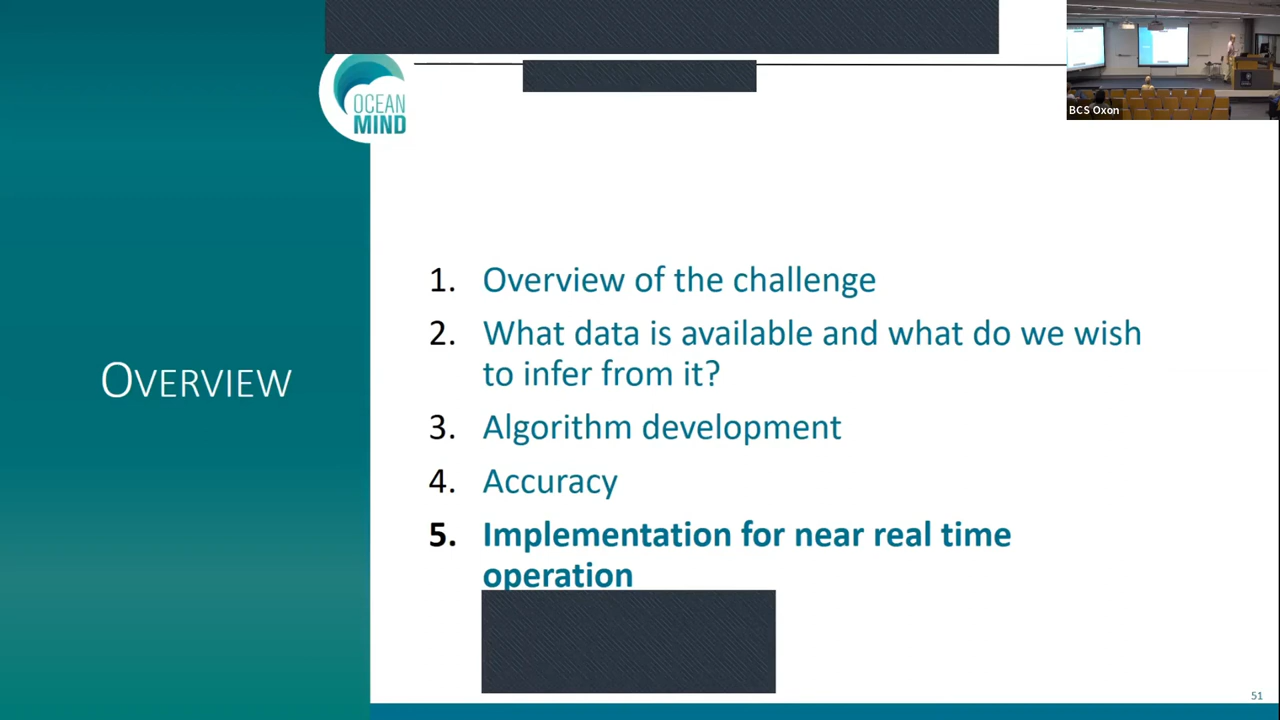 BCS Oxon
OCEAN
MIND
OVERVIEW
1. Overview of the challenge
2. What data is available and what do we wish
to infer from it?
3. Algorithm development
4. Accuracy
5. Implementation for near real time
operation
51